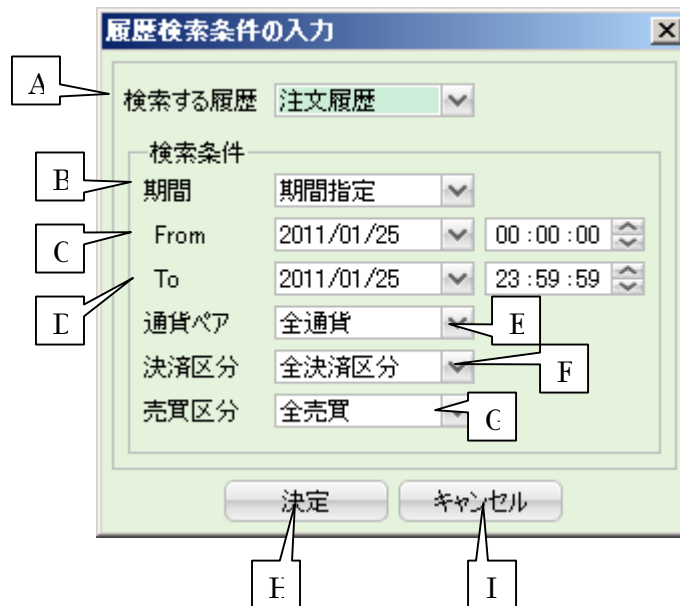 履歴検索条件の入力
A
検索する履歴 注文履歴
検索条件
B
期間 期間指定
C
From 2011/01/25 00:00:00
D
To 2011/01/25 23:59:59
通貨ペア 全通貨
E
決済区分 全決済区分
F
売買区分 全売買
G
決定 キャンセル
H I